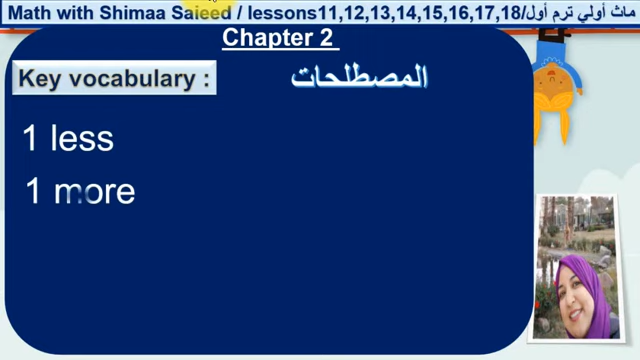 Math with Shimaa Saieed / lessons11,12,13,14,15,16,17,18/ماث أولي ترم أول
Chapter 2
Key vocabulary :
المصطلحات
1 less
1 more